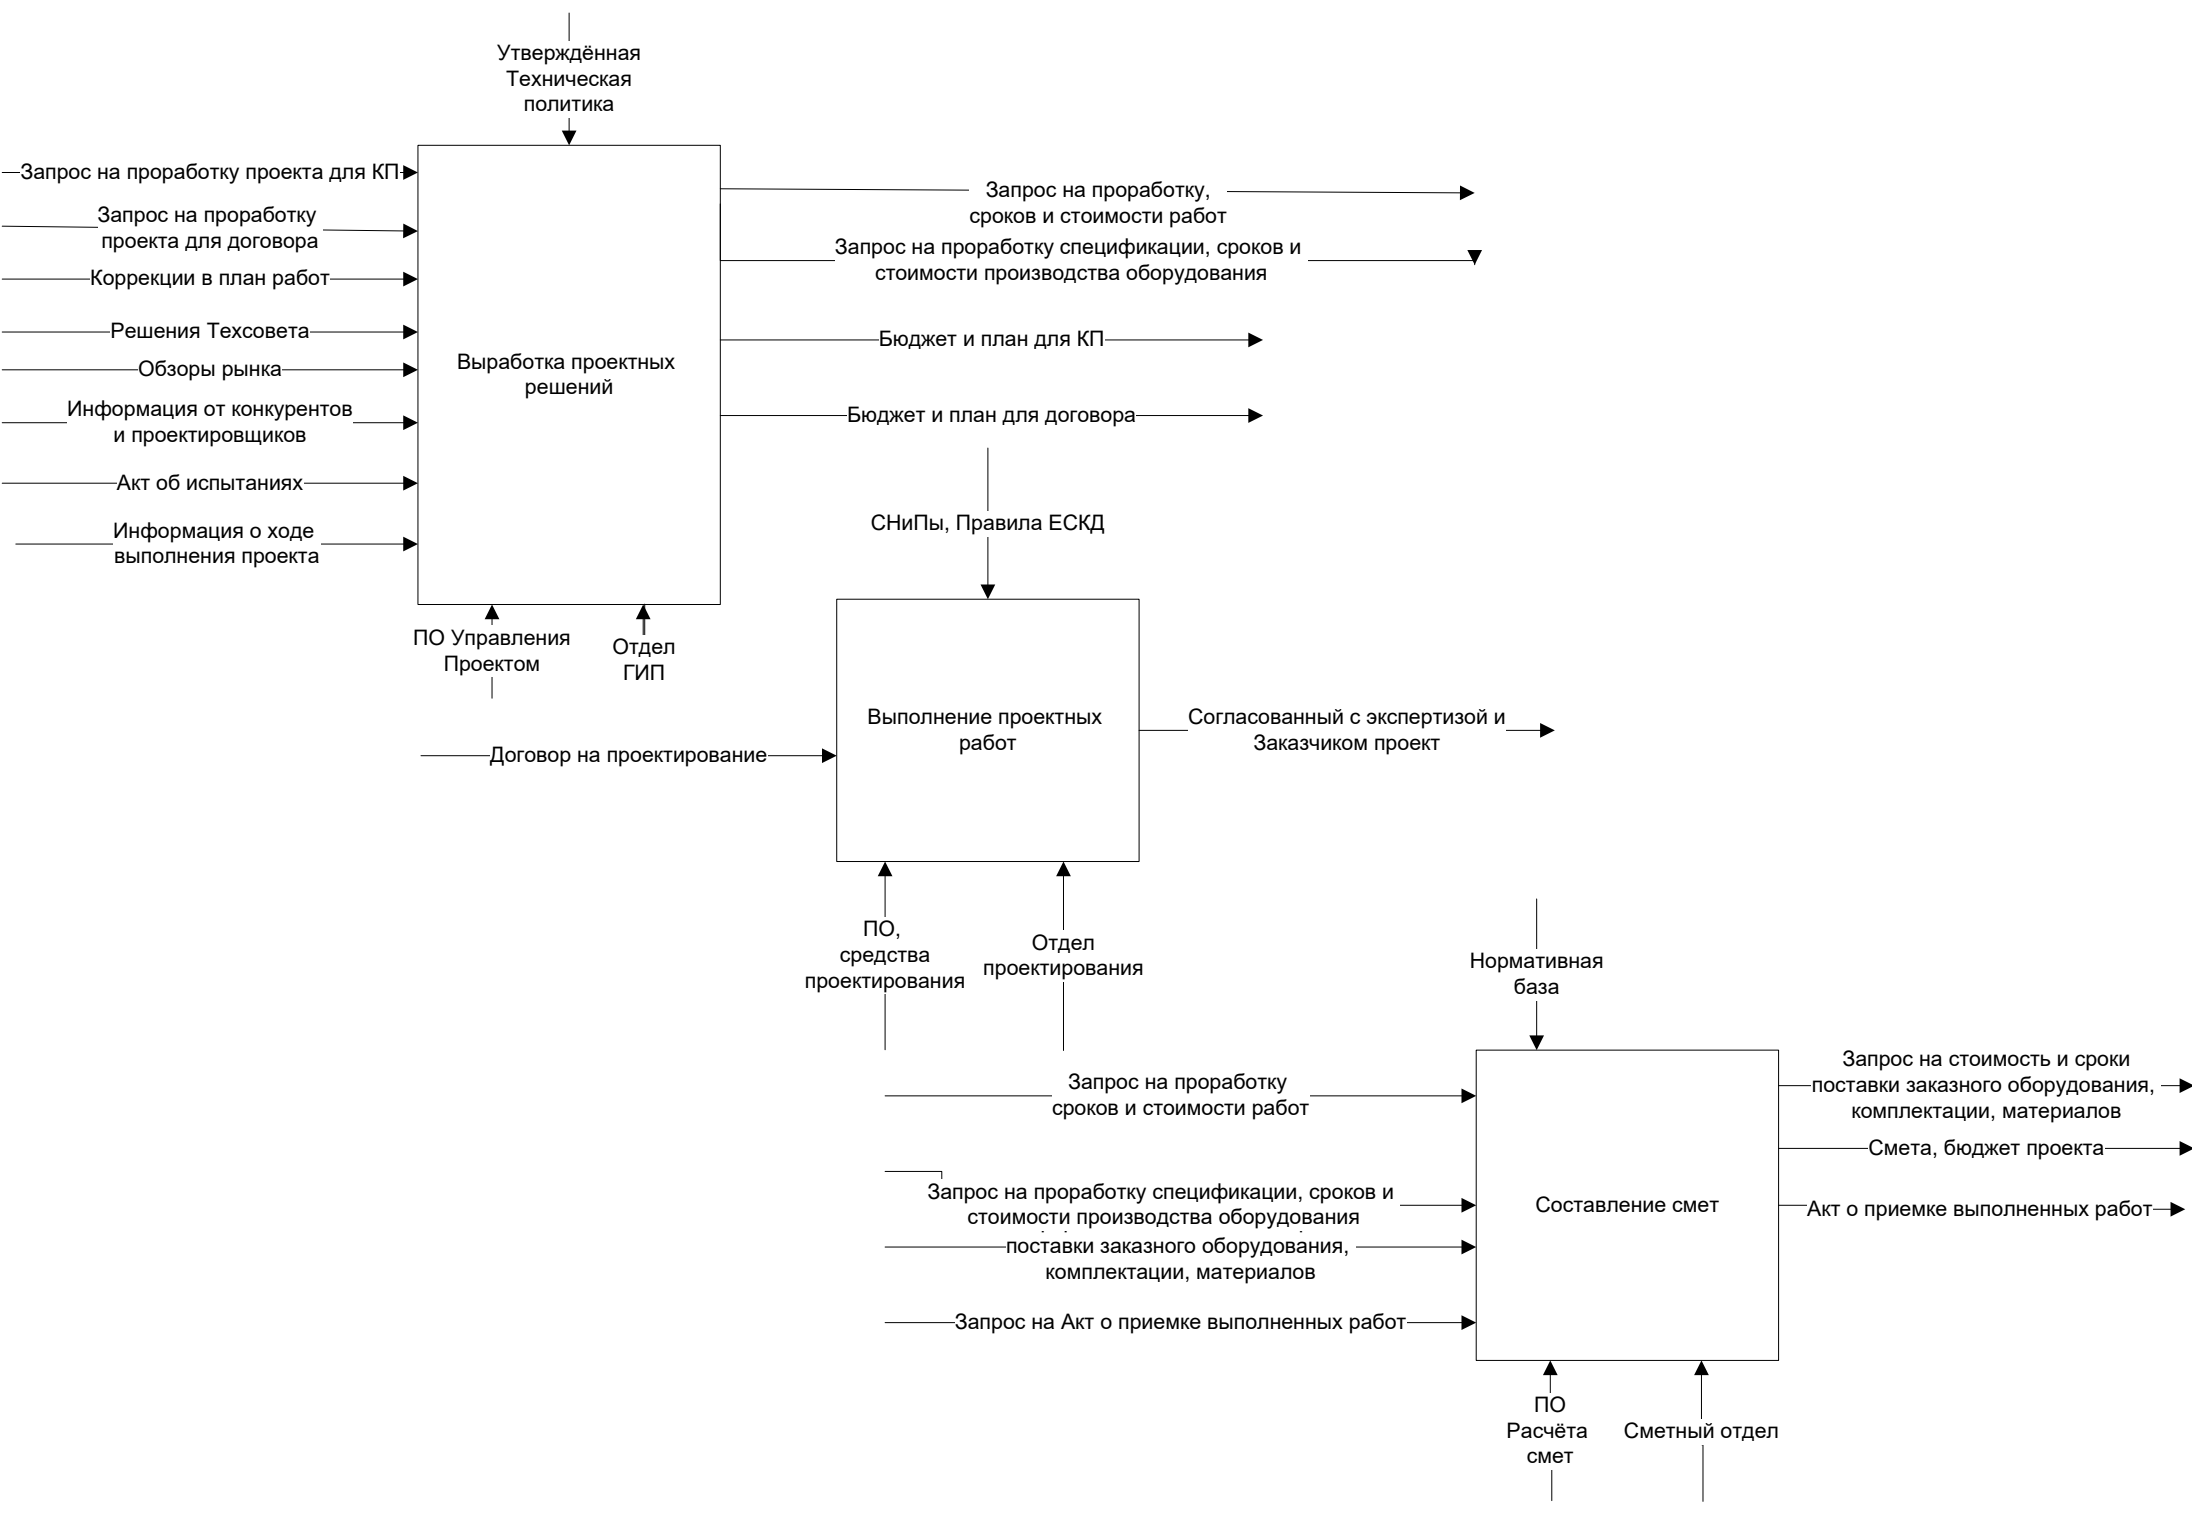 Утверждённая
Техническая
политика
Запрос на проработку проекта для КП
Запрос на проработку
проекта для договора
Коррекции в план работ
Решения Техсовета
Обзоры рынка
Информация от конкурентов
и проектировщиков
Акт об испытаниях
Информация о ходе
выполнения проекта
Выработка проектных
решений
Запрос на проработку,
сроков и стоимости работ
Запрос на проработку спецификации, сроков и
стоимости производства оборудования
Бюджет и план для КП
Бюджет и план для договора
ПО Управления
Проектом
Отдел
ГИП
СНиПы, Правила ЕСКД
Договор на проектирование
Выполнение проектных
работ
Согласованный с экспертизой и
Заказчиком проект
ПО,
средства
проектирования
Отдел
проектирования
Нормативная
база
Запрос на проработку
сроков и стоимости работ
Запрос на проработку спецификации, сроков и
стоимости производства оборудования
поставки заказного оборудования,
комплектации, материалов
Запрос на Акт о приемке выполненных работ
Составление смет
Запрос на стоимость и сроки
поставки заказного оборудования,
комплектации, материалов
Смета, бюджет проекта
Акт о приемке выполненных работ
ПО
Расчёта
смет
Сметный отдел